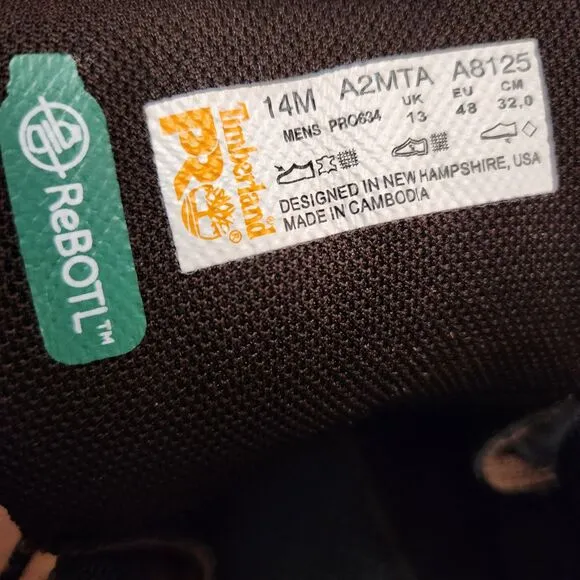 ReBOTL™
Timberland®
PRO
14M A2MTA A8125
MENS PRO634 UK EU CM
13 48 32,0
DESIGNED IN NEW HAMPSHIRE, USA
MADE IN CAMBODIA